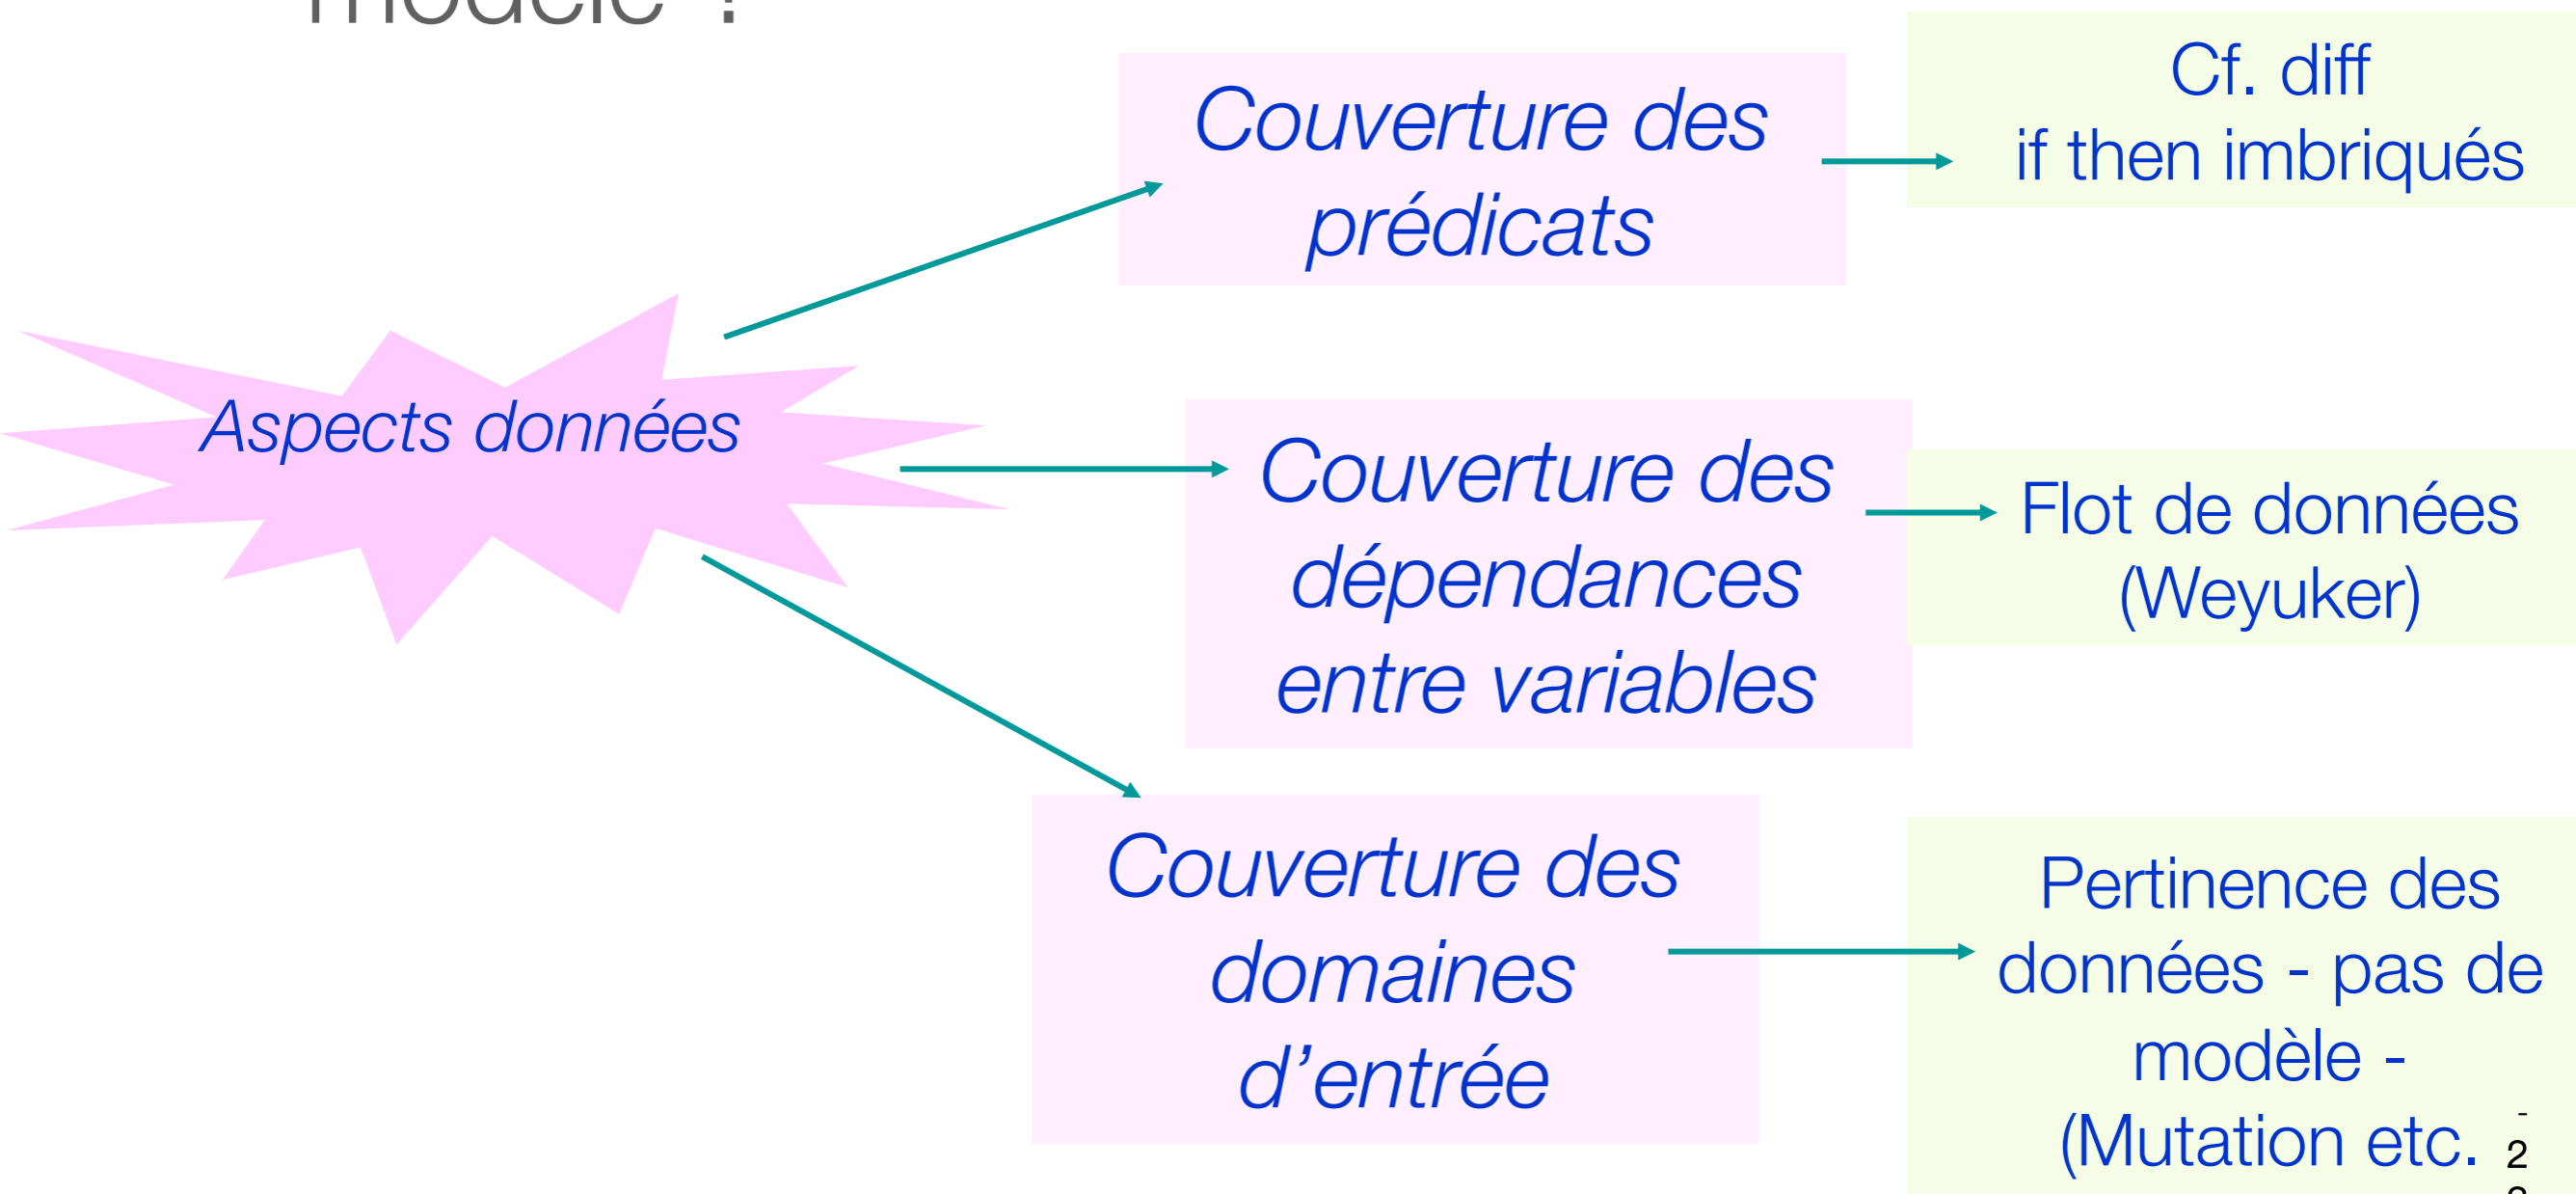 modèle ?
Couverture des
prédicats
Cf. diff
if then imbriqués
Aspects données
Couverture des
dépendances
entre variables
Flot de données
(Weyuker)
Couverture des
domaines
d’entrée
Pertinence des
données - pas de
modèle -
(Mutation etc.
-
2